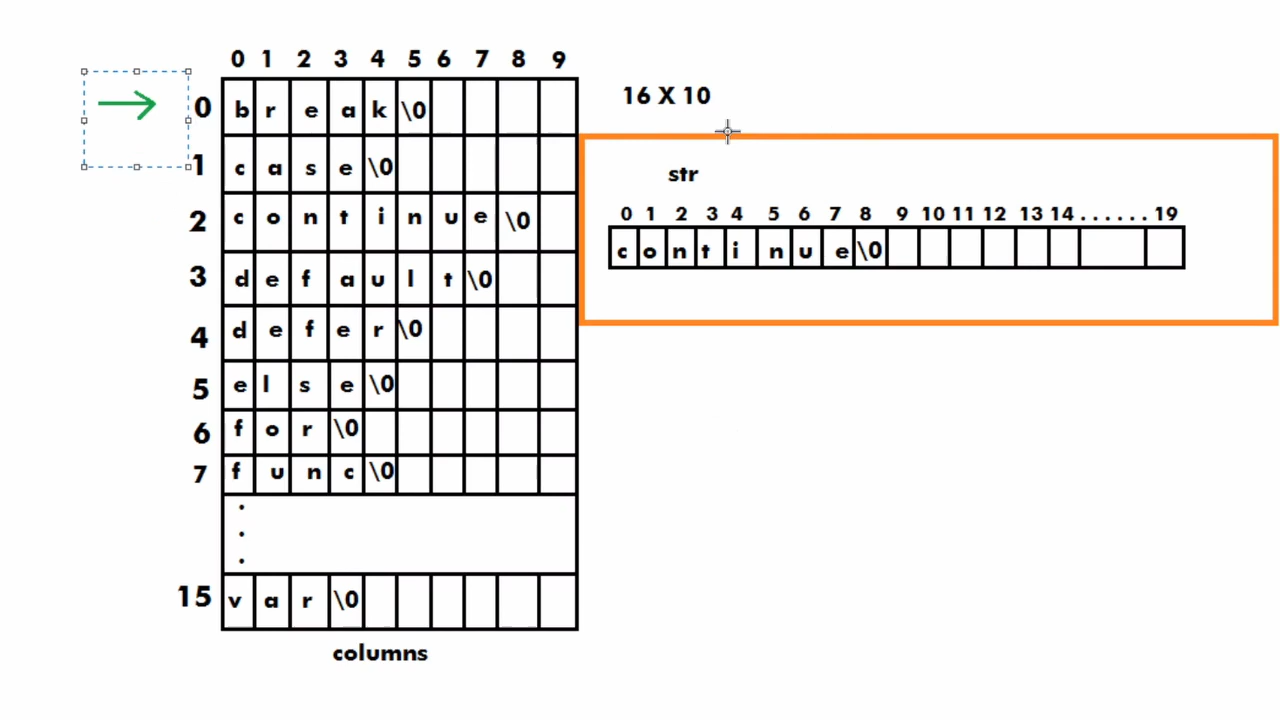 0 1 2 3 4 5 6 7 8 9
16 X 10
0 b r e a k \0
1 c a s e \0
str
2 c o n t i n u e \0
0 1 2 3 4 5 6 7 8 9 10 11 12 13 14 ...... 19
c o n t i n u e \0
3 d e f a u l t \0
4 d e f e r \0
5 e l s e \0
6 f o r \0
7 f u n c \0
.
.
.
15 v a r \0
columns